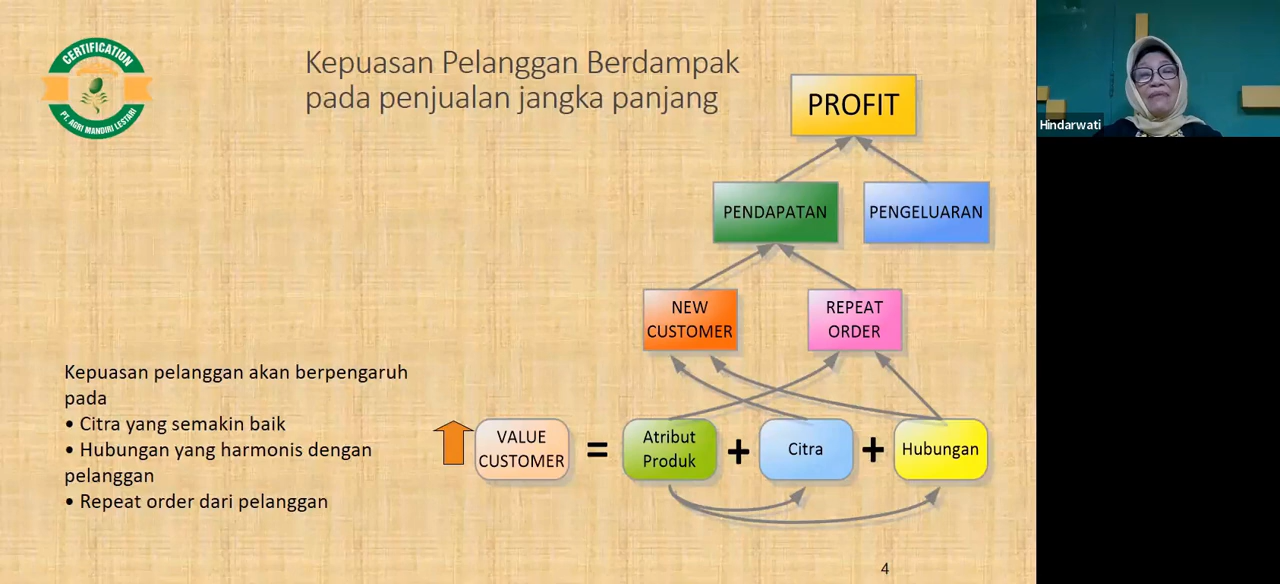 CERTIFICATION
PT. AGRI MANDIRI LESTARI
Kepuasan Pelanggan Berdampak
pada penjualan jangka panjang
PROFIT
Hindarwati
PENDAPATAN
PENGELUARAN
NEW
CUSTOMER
REPEAT
ORDER
Kepuasan pelanggan akan berpengaruh
pada
• Citra yang semakin baik
• Hubungan yang harmonis dengan
pelanggan
• Repeat order dari pelanggan
VALUE
CUSTOMER
=
Atribut
Produk
+
Citra
+
Hubungan
4